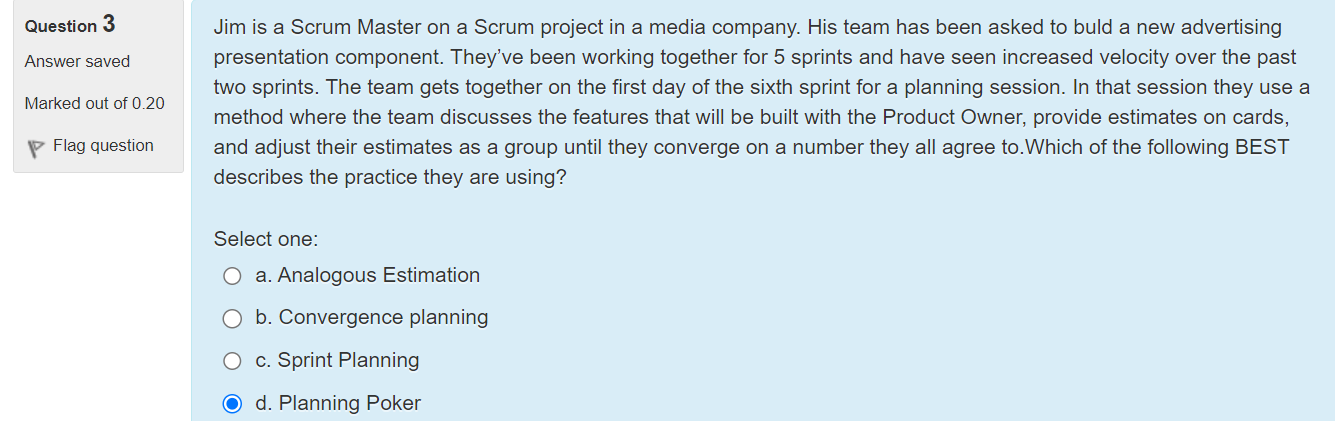 Question 3
Answer saved
Marked out of 0.20
Flag question
Jim is a Scrum Master on a Scrum project in a media company. His team has been asked to buld a new advertising
presentation component. They've been working together for 5 sprints and have seen increased velocity over the past
two sprints. The team gets together on the first day of the sixth sprint for a planning session. In that session they use a
method where the team discusses the features that will be built with the Product Owner, provide estimates on cards,
and adjust their estimates as a group until they converge on a number they all agree to.Which of the following BEST
describes the practice they are using?
Select one:
a. Analogous Estimation
b. Convergence planning
c. Sprint Planning
d. Planning Poker